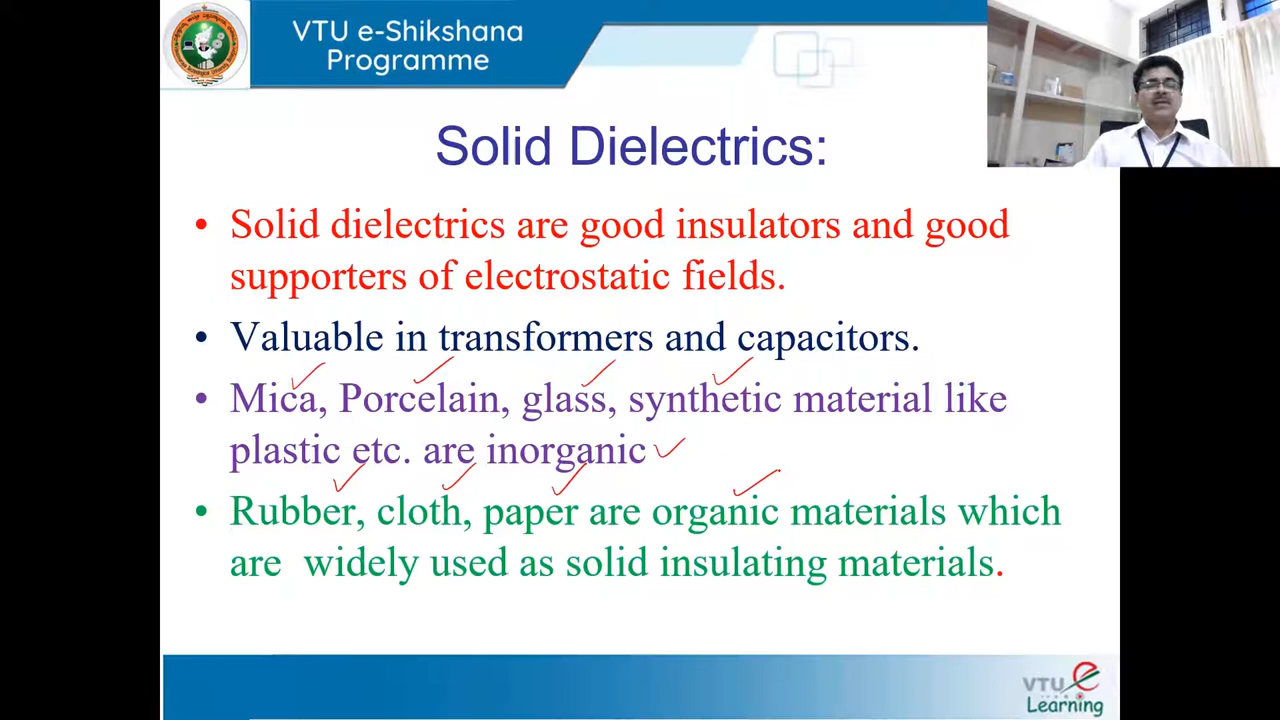 VTU e-Shikshana
Programme
Solid Dielectrics:
• Solid dielectrics are good insulators and good
supporters of electrostatic fields.
• Valuable in transformers and capacitors.
• Mica, Porcelain, glass, synthetic material like
plastic etc. are inorganic
• Rubber, cloth, paper are organic materials which
are widely used as solid insulating materials.
VTU e
Learning